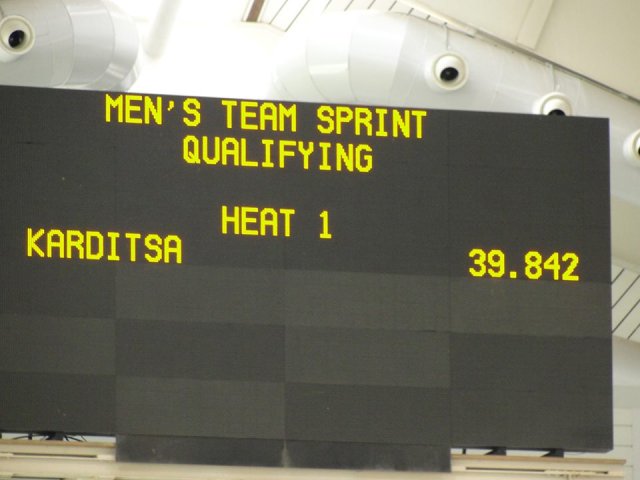 MEN'S TEAM SPRINT
QUALIFYING
HEAT 1
KARDITSA 39.842